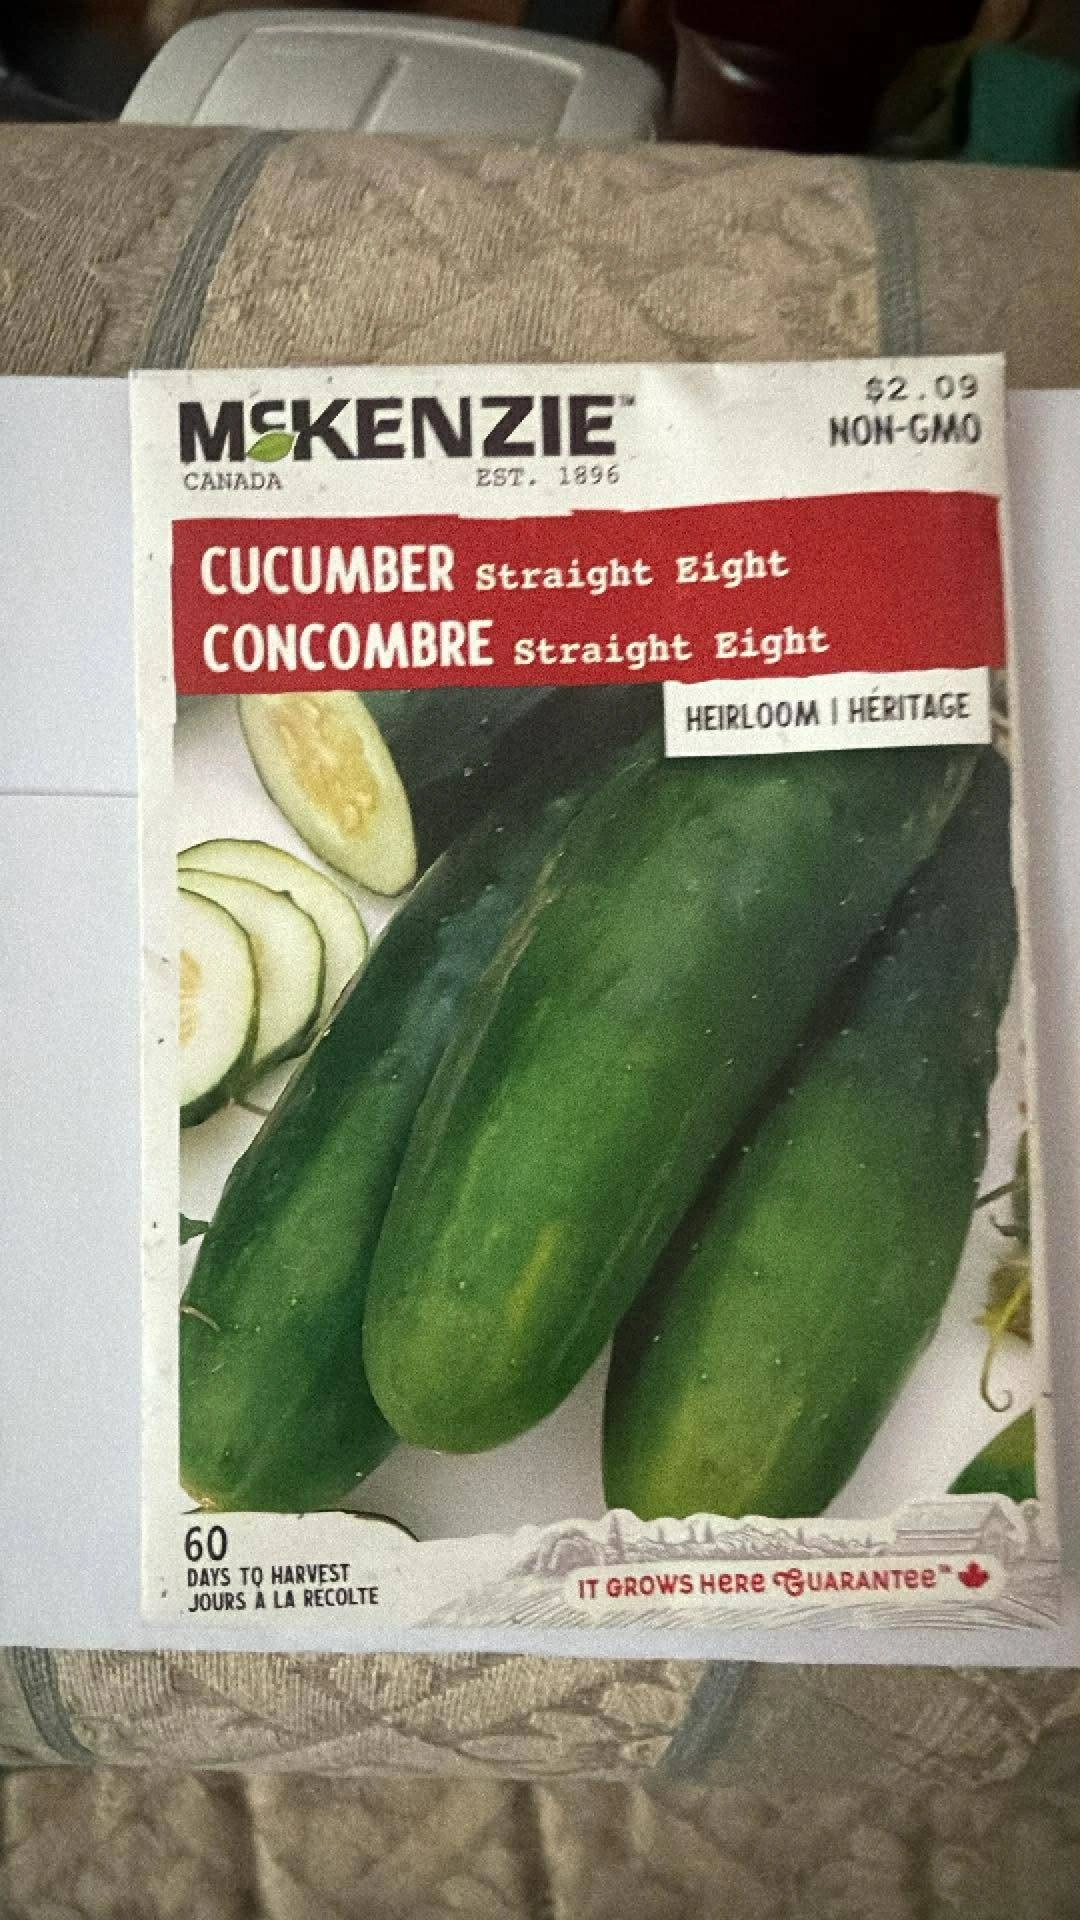 McKENZIE™
CANADA EST. 1896
$2.09
NON-GMO
CUCUMBER Straight Eight
CONCOMBRE Straight Eight
HEIRLOOM | HÉRITAGE
60
DAYS TO HARVEST
JOURS À LA RÉCOLTE
IT GROWS HERE GUARANTEE™